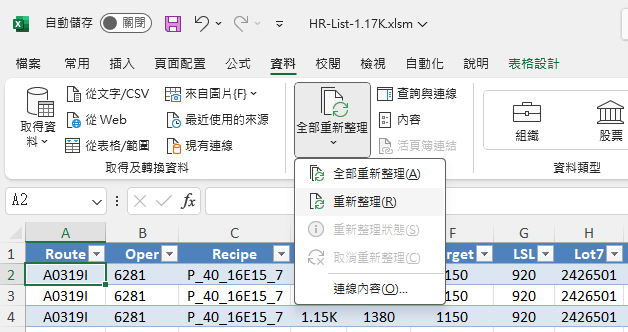 自動儲存 關閉 HR-List-1.17K.xlsm
檔案 常用 插入 頁面配置 公式 資料 校閱 檢視 自動化 說明 表格設計
取得資料
從文字/CSV
從 Web
從表格/範圍
來自圖片{F}
最近使用的來源
現有連線
取得及轉換資料
全部重新整理
查詢與連線
內容
活頁簿連結
組織
股票
資料類型
全部重新整理(A)
重新整理(R)
重新整理狀態(S)
取消重新整理(C)
連線內容(O)...
A2 fx
A B C F G H
1 Route Oper Recipe rget LSL Lot7
2 A0319I 6281 P_40_16E15_7 1150 920 2426501
3 A0319I 6281 P_40_16E15_7 1150 920 2426501
4 A0319I 6281 P_40_16E15_7 1.15K 1380 1150 920 2426501